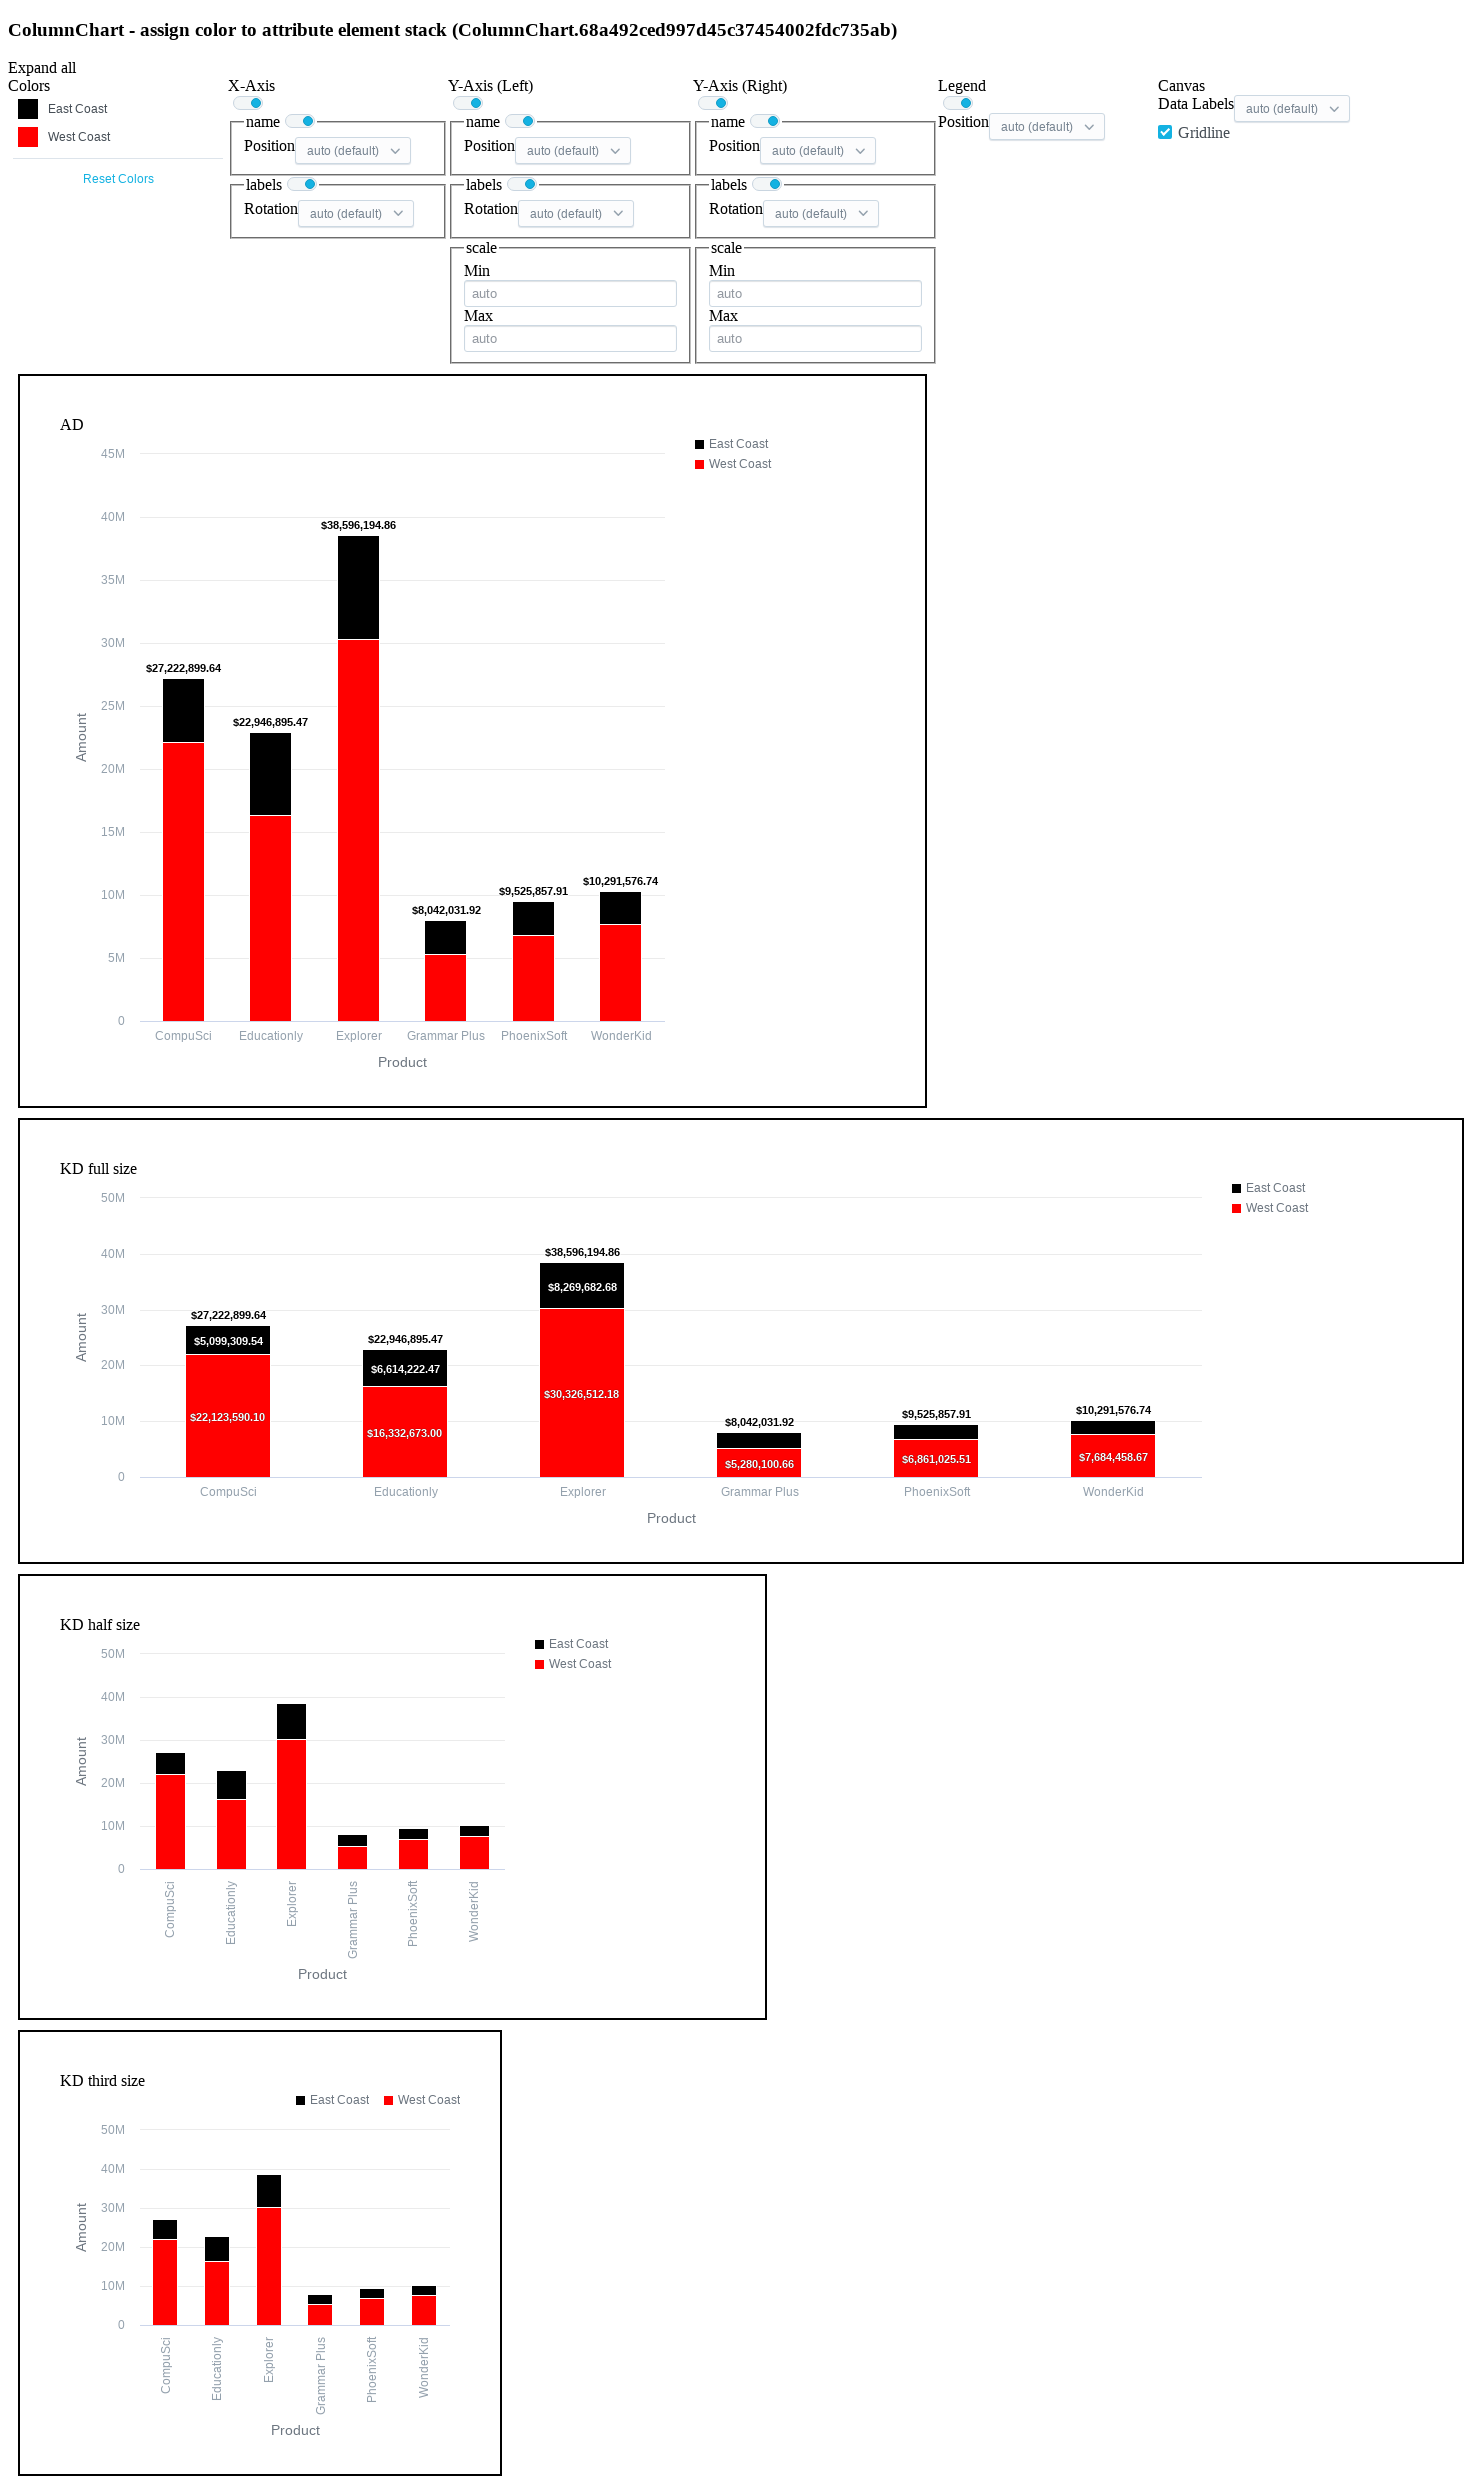 ColumnChart - assign color to attribute element stack (ColumnChart.68a492ced997d45c37454002fdc735ab)
Expand all
Colors
East Coast
West Coast
Reset Colors
X-Axis
name
Position auto (default)
labels
Rotation auto (default)
Y-Axis (Left)
name
Position auto (default)
labels
Rotation auto (default)
scale
Min
auto
Max
auto
Y-Axis (Right)
name
Position auto (default)
labels
Rotation auto (default)
scale
Min
auto
Max
auto
Legend
Position auto (default)
Canvas
Data Labels auto (default)
Gridline
AD
East Coast
West Coast
45M
40M
35M
30M
25M
20M
15M
10M
5M
0
Amount
$27,222,899.64
$22,946,895.47
$38,596,194.86
$8,042,031.92
$9,525,857.91
$10,291,576.74
CompuSci Educationly Explorer Grammar Plus PhoenixSoft WonderKid
Product
KD full size
East Coast
West Coast
50M
40M
30M
20M
10M
0
Amount
$27,222,899.64
$5,099,309.54
$22,123,590.10
$22,946,895.47
$6,614,222.47
$16,332,673.00
$38,596,194.86
$8,269,682.68
$30,326,512.18
$8,042,031.92
$5,280,100.66
$9,525,857.91
$6,861,025.51
$10,291,576.74
$7,684,458.67
CompuSci Educationly Explorer Grammar Plus PhoenixSoft WonderKid
Product
KD half size
East Coast
West Coast
50M
40M
30M
20M
10M
0
Amount
CompuSci
Educationly
Explorer
Grammar Plus
PhoenixSoft
WonderKid
Product
KD third size
East Coast West Coast
50M
40M
30M
20M
10M
0
Amount
CompuSci
Educationly
Explorer
Grammar Plus
PhoenixSoft
WonderKid
Product